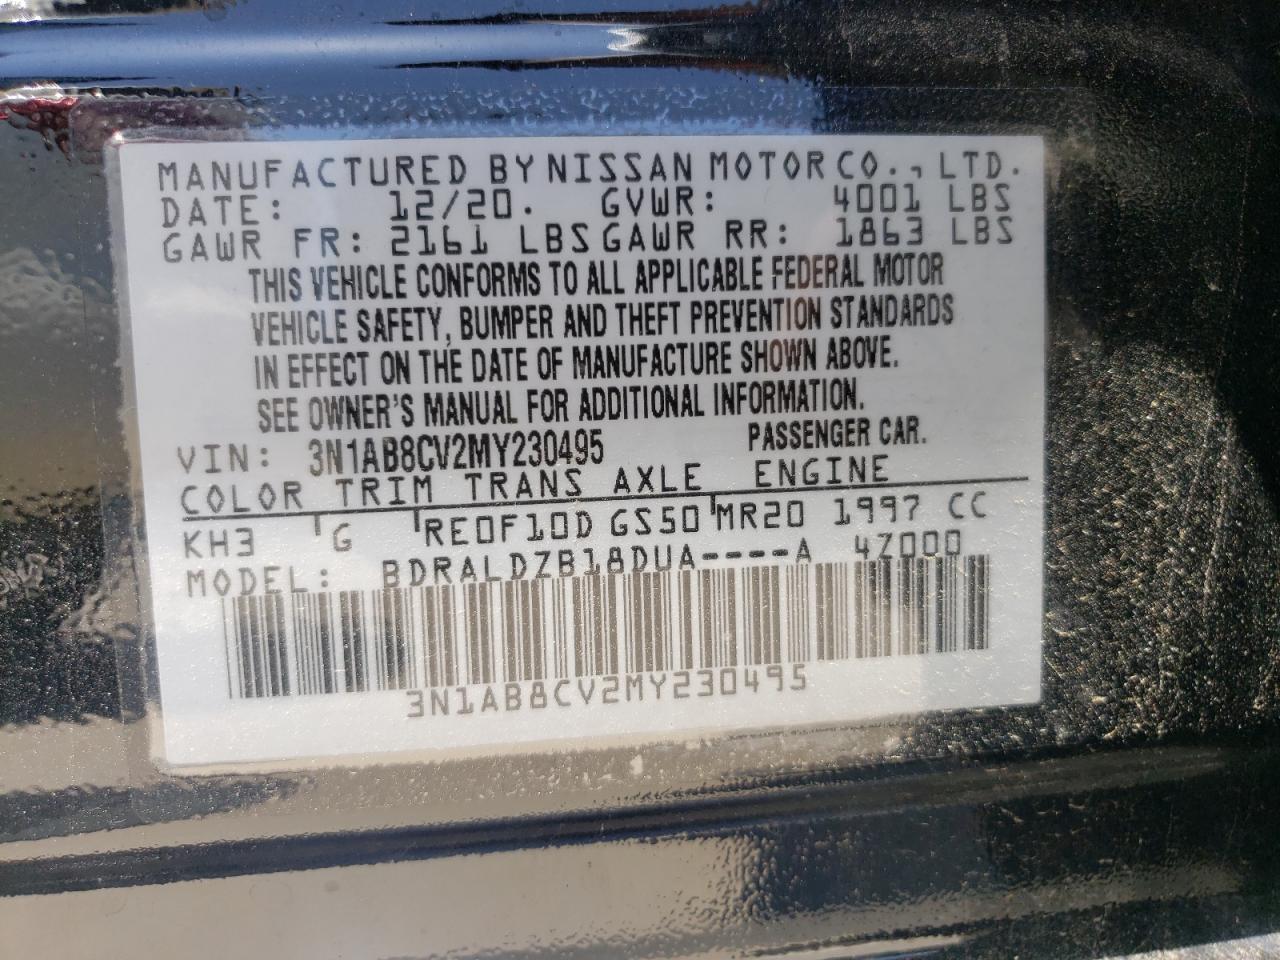 MANUFACTURED BY NISSAN MOTOR CO., LTD.
DATE: 12/20. GVWR: 4001 LBS
GAWR FR: 2161 LBS GAWR RR: 1863 LBS
THIS VEHICLE CONFORMS TO ALL APPLICABLE FEDERAL MOTOR
VEHICLE SAFETY, BUMPER AND THEFT PREVENTION STANDARDS
IN EFFECT ON THE DATE OF MANUFACTURE SHOWN ABOVE.
SEE OWNER'S MANUAL FOR ADDITIONAL INFORMATION.
VIN: 3N1AB8CV2MY230495 PASSENGER CAR.
COLOR TRIM TRANS AXLE ENGINE
KH3 G RE0F10D GS50 MR20 1997 CC
MODEL: BDRALDZB18DUA----A 4Z000
3N1AB8CV2MY230495